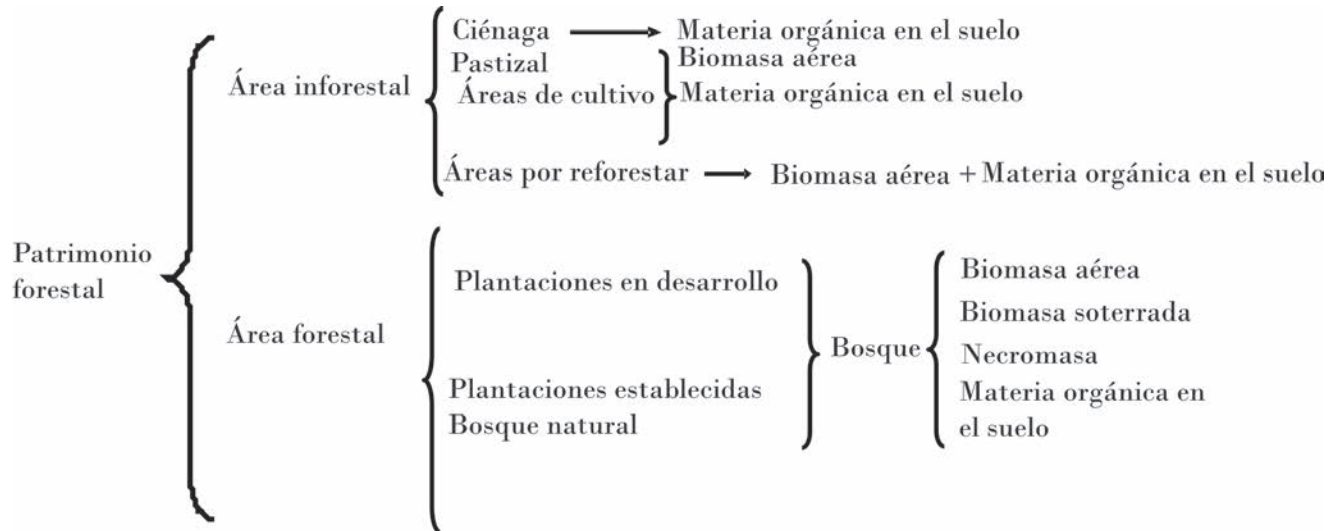 Patrimonio
forestal
Área inforestal
Ciénaga
Materia orgánica en el suelo
Pastizal
Áreas de cultivo
Biomasa aérea
Materia orgánica en el suelo
Áreas por reforestar
Biomasa aérea + Materia orgánica en el suelo
Área forestal
Plantaciones en desarrollo
Plantaciones establecidas
Bosque natural
Bosque
Biomasa aérea
Biomasa soterrada
Necromasa
Materia orgánica en
el suelo